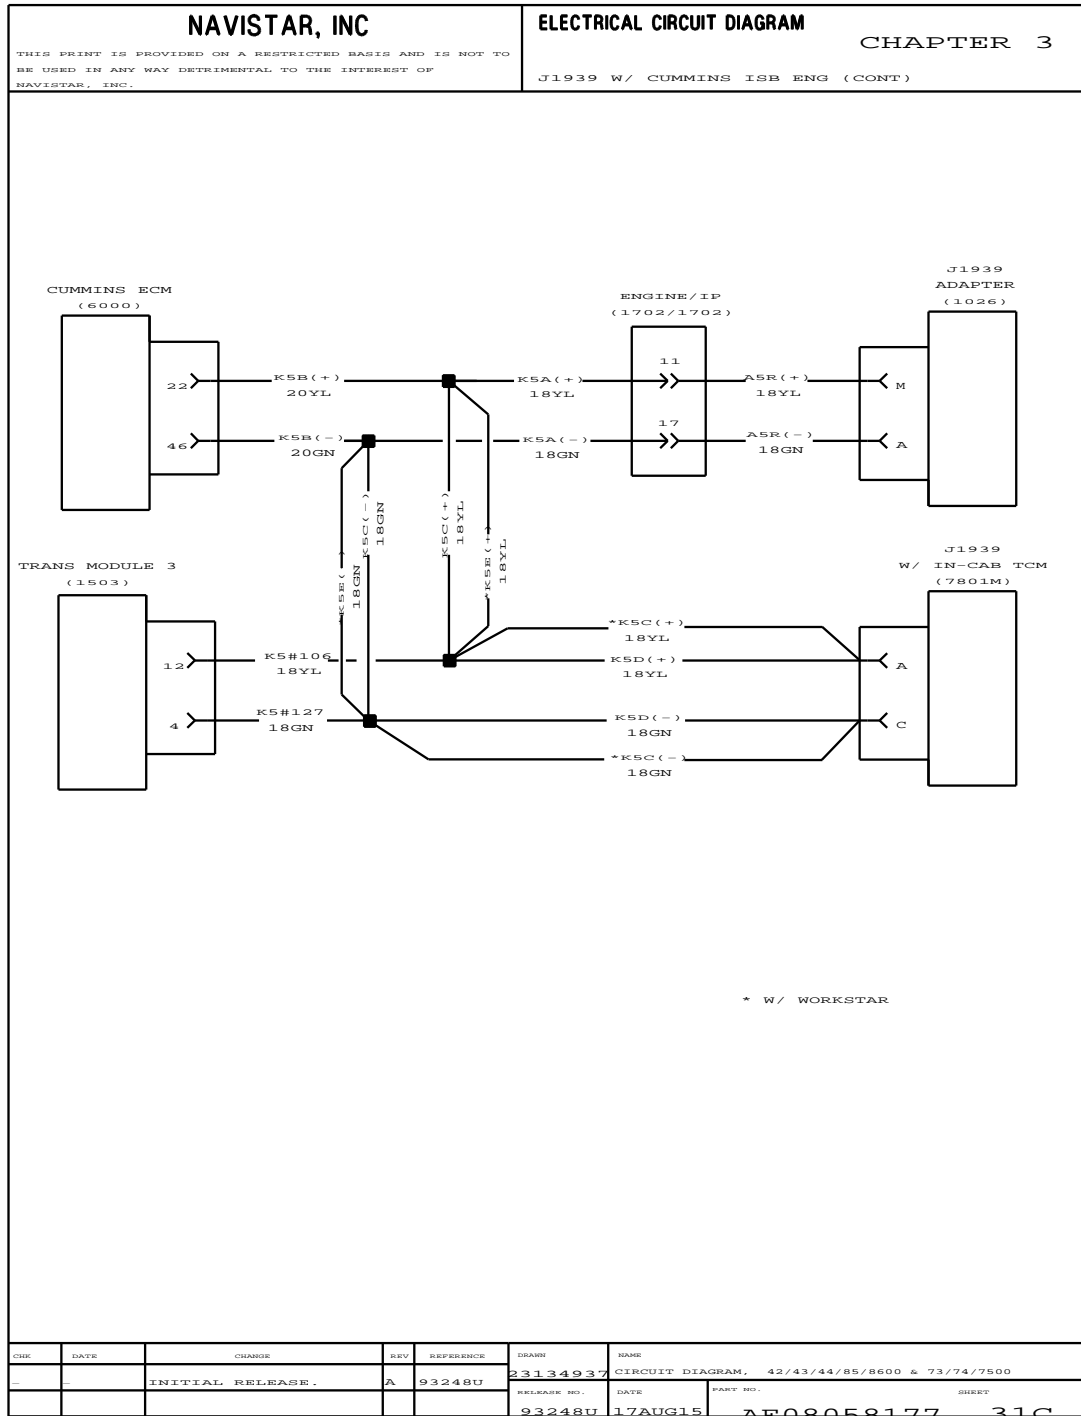 NAVISTAR, INC
THIS PRINT IS PROVIDED ON A RESTRICTED BASIS AND IS NOT TO
BE USED IN ANY WAY DETRIMENTAL TO THE INTEREST OF
NAVISTAR, INC.
ELECTRICAL CIRCUIT DIAGRAM
CHAPTER 3
J1939 W/ CUMMINS ISB ENG (CONT)
CUMMINS ECM
(6000)
ENGINE/IP
(1702/1702)
J1939
ADAPTER
(1026)
22
K5B(+)
20YL
K5A(+)
18YL
11
A5R(+)
18YL
M
46
K5B(-)
20GN
K5A(-)
18GN
17
A5R(-)
18GN
A
K5C(-)
18GN
K5C(+)
18YL
*K5E(+)
18YL
*K5E(-)
18GN
TRANS MODULE 3
(1503)
J1939
W/ IN-CAB TCM
(7801M)
*K5C(+)
18YL
12
K5#106
18YL
K5D(+)
18YL
A
4
K5#127
18GN
K5D(-)
18GN
C
*K5C(-)
18GN
* W/ WORKSTAR
CHK DATE CHANGE REV REFERENCE
- - INITIAL RELEASE. A 93248U
DRAWN
23134937
NAME
CIRCUIT DIAGRAM, 42/43/44/85/8600 & 73/74/7500
RELEASE NO.
93248U
DATE
17AUG15
PART NO.
AE08058177
SHEET
31C